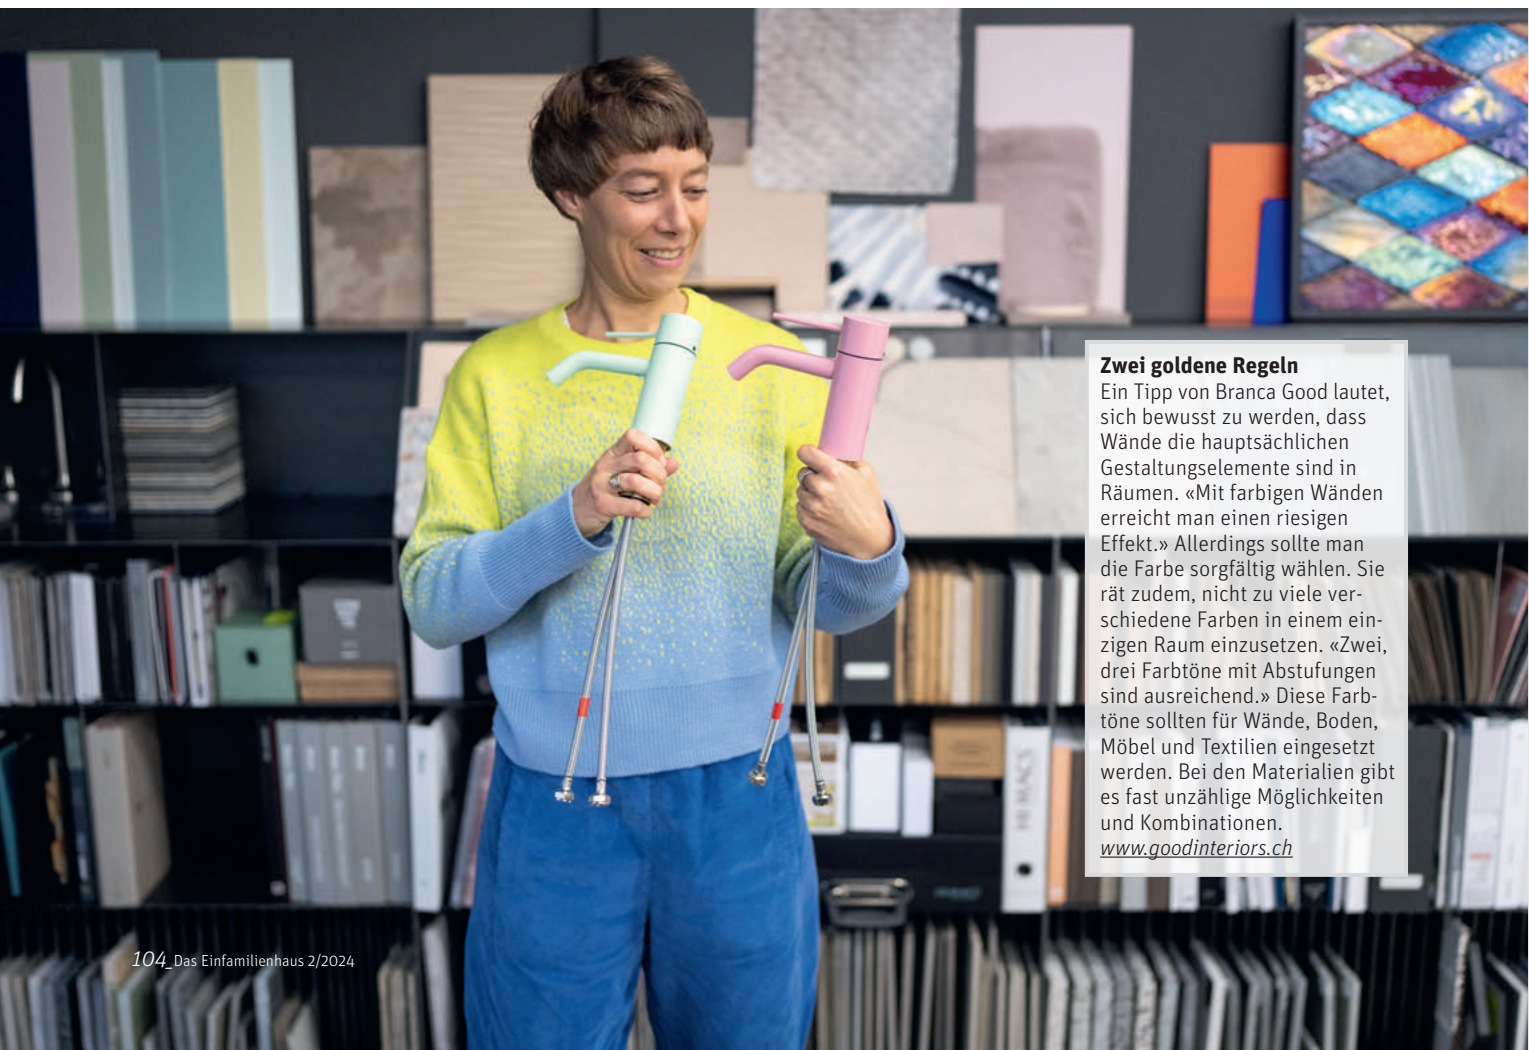 Zwei goldene Regeln
Ein Tipp von Branca Good lautet,
sich bewusst zu werden, dass
Wände die hauptsächlichen
Gestaltungselemente sind in
Räumen. «Mit farbigen Wänden
erreicht man einen riesigen
Effekt.» Allerdings sollte man
die Farbe sorgfältig wählen. Sie
rät zudem, nicht zu viele ver-
schiedene Farben in einem ein-
zigen Raum einzusetzen. «Zwei,
drei Farbtöne mit Abstufungen
sind ausreichend.» Diese Farb-
töne sollten für Wände, Boden,
Möbel und Textilien eingesetzt
werden. Bei den Materialien gibt
es fast unzählige Möglichkeiten
und Kombinationen.
www.goodinteriors.ch
HI MACS
104_Das Einfamilienhaus 2/2024